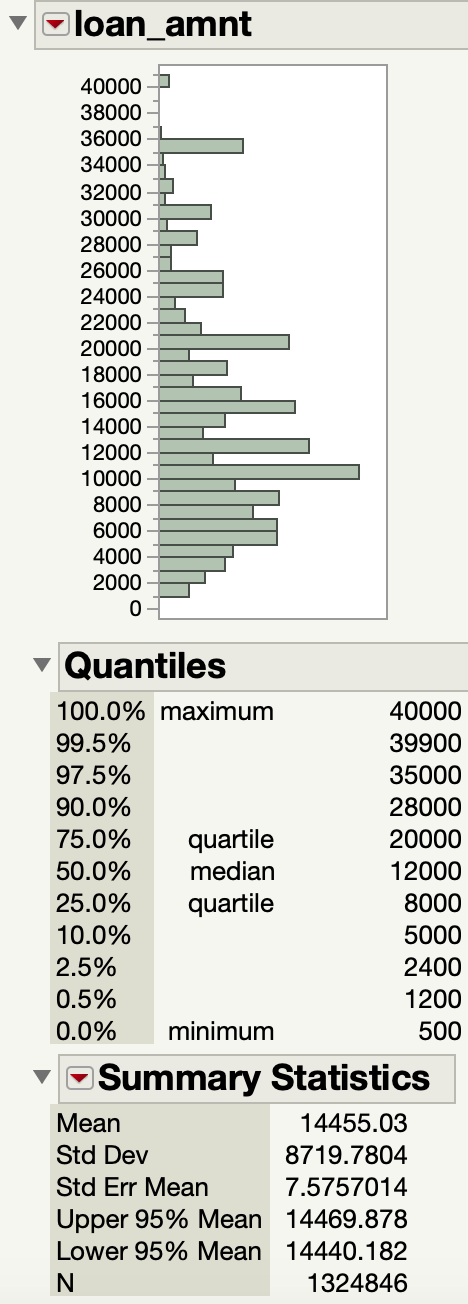 loan_amnt
40000
38000
36000
34000
32000
30000
28000
26000
24000
22000
20000
18000
16000
14000
12000
10000
8000
6000
4000
2000
0
Quantiles
100.0% maximum 40000
99.5% 39900
97.5% 35000
90.0% 28000
75.0% quartile 20000
50.0% median 12000
25.0% quartile 8000
10.0% 5000
2.5% 2400
0.5% 1200
0.0% minimum 500
Summary Statistics
Mean 14455.03
Std Dev 8719.7804
Std Err Mean 7.5757014
Upper 95% Mean 14469.878
Lower 95% Mean 14440.182
N 1324846